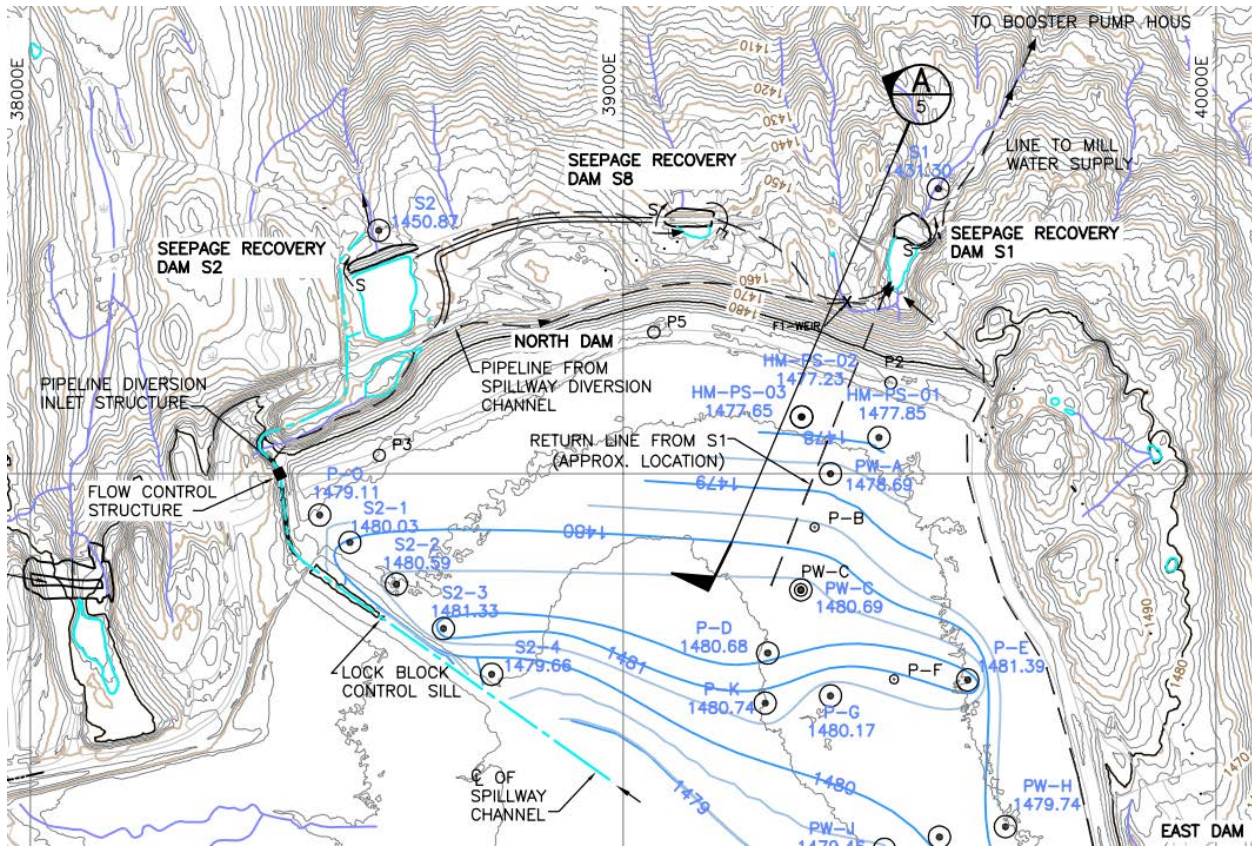 TO BOOSTER PUMP HOUS
38000E
39000E
40000E
1410
1420
1430
1440
1450
A
5
LINE TO MILL
WATER SUPPLY
S1
1431.30
SEEPAGE RECOVERY
DAM S8
S2
1450.87
SEEPAGE RECOVERY
DAM S2
SEEPAGE RECOVERY
DAM S1
S
S
S
1460
1470
1480
F1-WEIR
X
P5
NORTH DAM
P2
PIPELINE FROM
SPILLWAY DIVERSION
CHANNEL
PIPELINE DIVERSION
INLET STRUCTURE
HM-PS-02
1477.23
HM-PS-03
1477.65
HM-PS-01
1477.85
1478
RETURN LINE FROM S1
(APPROX. LOCATION)
P3
PW-A
1478.69
FLOW CONTROL
STRUCTURE
1479.11
1479
S2-1
1480.03
1480
P-B
S2-2
1480.59
PW-C
PW-C
1480.69
S2-3
1481.33
P-D
1480.68
P-E
1481.39
P-F
S2-4
1479.66
1481
LOCK BLOCK
CONTROL SILL
P-K
1480.74
P-G
1480.17
1490
1480
1470
℄ OF
SPILLWAY
CHANNEL
1480
1479
PW-H
1479.74
PW-J
EAST DAM